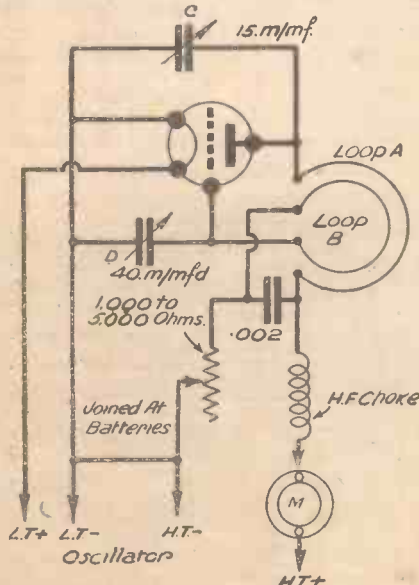 C
15.m/mf.
Loop A
Loop
B
D
40.m/mfd
1.000 to
5.000 Ohms.
.002
Joined At
Batteries
H.F.Choke
M
L.T+ L.T- H.T.-
Oscillator
H.T+